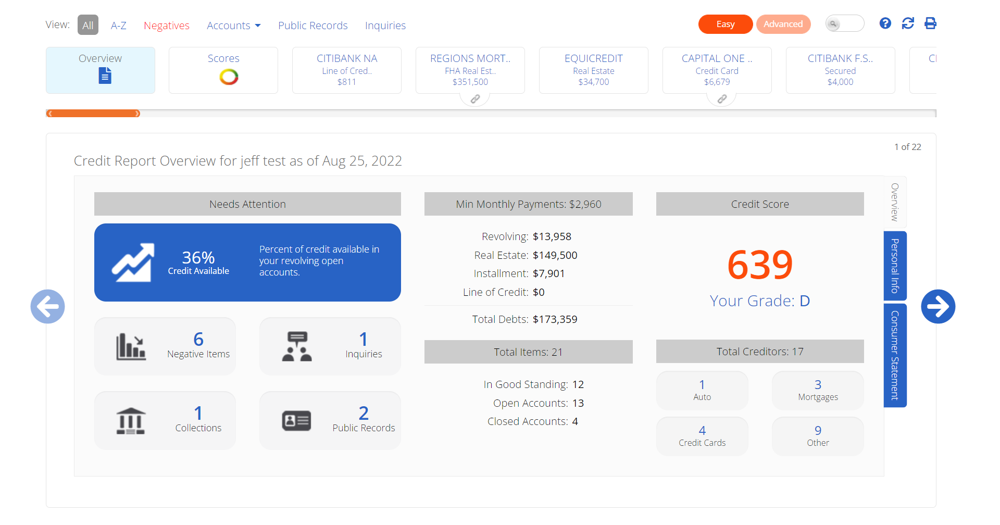 View: All A-Z Negatives Accounts Public Records Inquiries
Easy Advanced
Overview
Scores
CITIBANK NA
Line of Cred..
$811
REGIONS MORT..
FHA Real Est..
$351,500
EQUICREDIT
Real Estate
$34,700
CAPITAL ONE ..
Credit Card
$6,679
CITIBANK F.S..
Secured
$4,000
1 of 22
Credit Report Overview for jeff test as of Aug 25, 2022
Needs Attention
36%
Credit Available
Percent of credit available in
your revolving open
accounts.
6
Negative Items
1
Inquiries
1
Collections
2
Public Records
Min Monthly Payments: $2,960
Revolving: $13,958
Real Estate: $149,500
Installment: $7,901
Line of Credit: $0
Total Debts: $173,359
Total Items: 21
In Good Standing: 12
Open Accounts: 13
Closed Accounts: 4
Credit Score
639
Your Grade: D
Total Creditors: 17
1
Auto
3
Mortgages
4
Credit Cards
9
Other
Overview
Personal Info
Consumer Statement